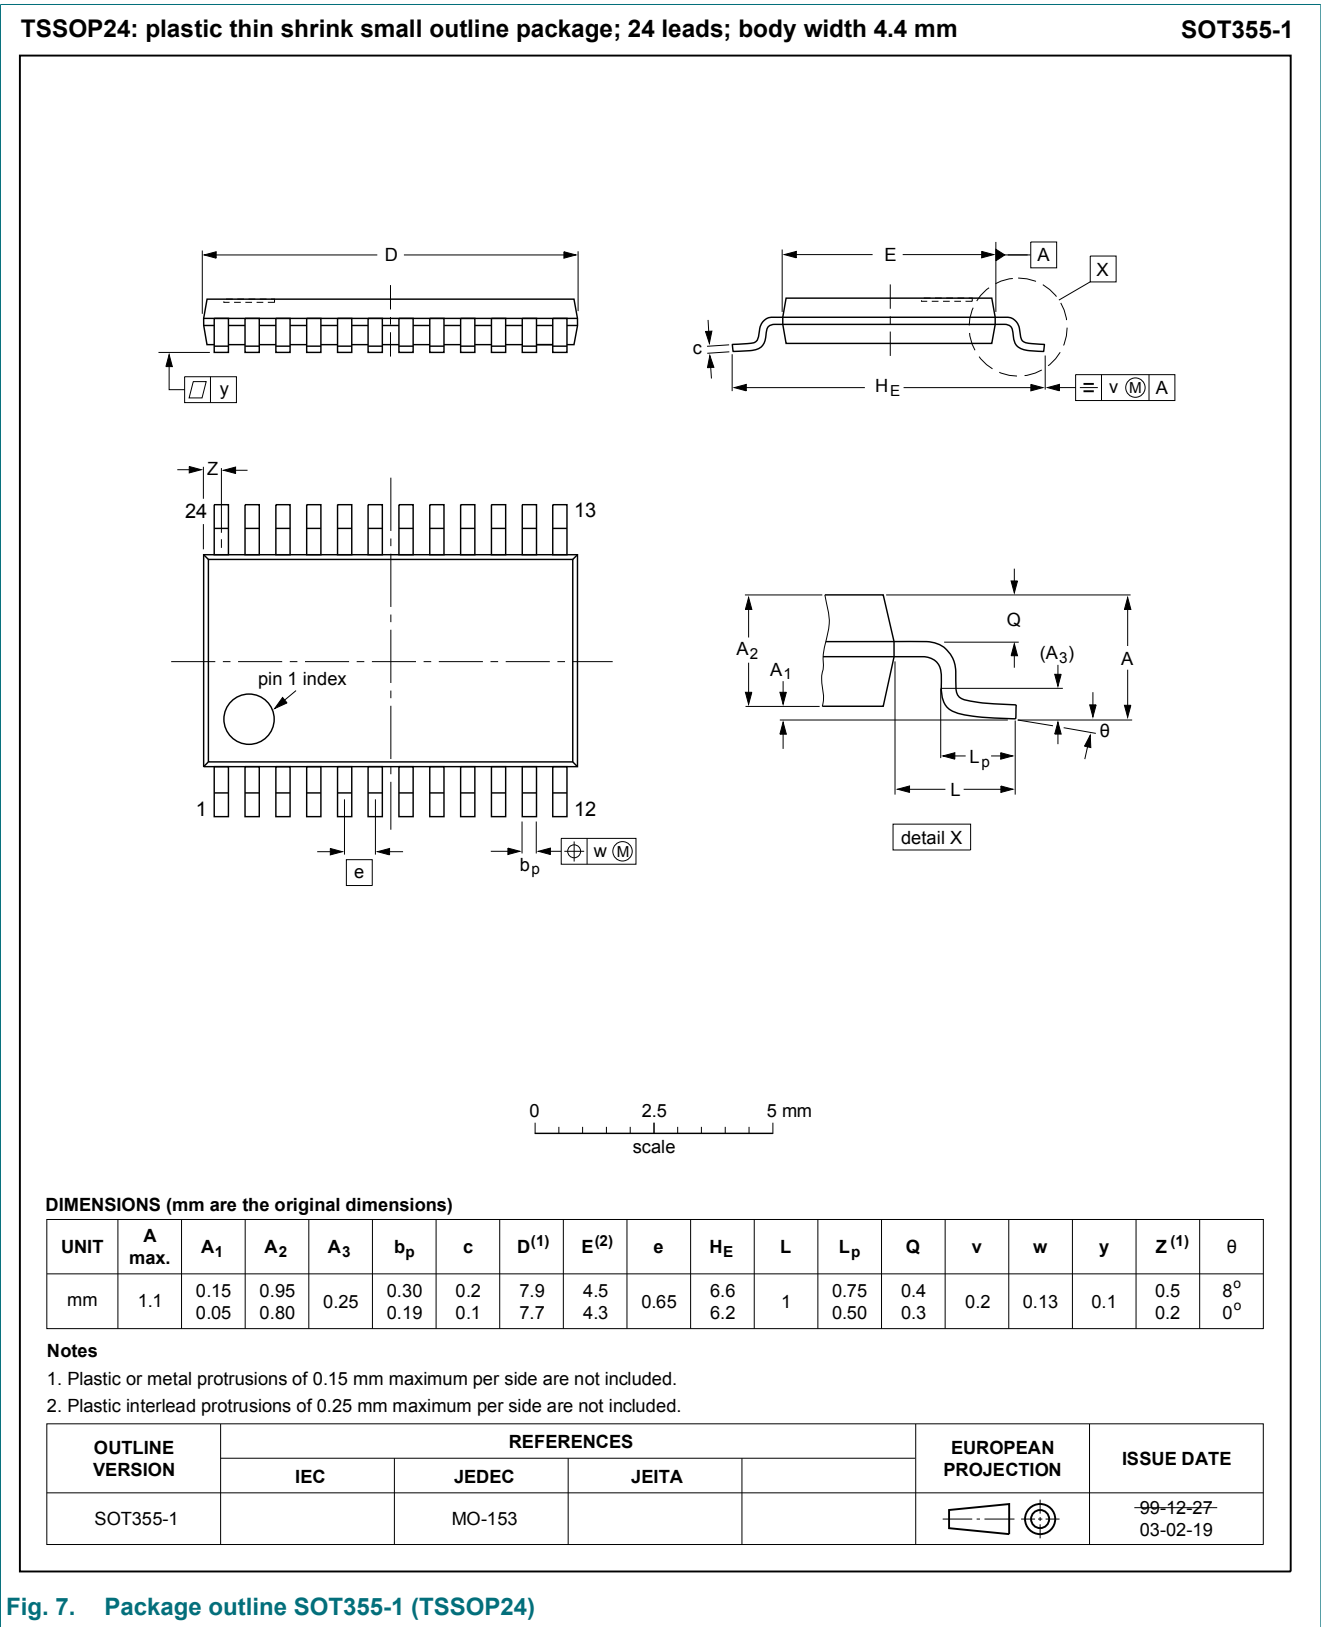 TSSOP24: plastic thin shrink small outline package; 24 leads; body width 4.4 mm SOT355-1
D
E
A
X
c
y
HE
v Ⓜ A
Z
24
13
pin 1 index
1
12
e
bp
w Ⓜ
Q
A2
A1
(A3)
A
θ
Lp
L
detail X
0 2.5 5 mm
scale
DIMENSIONS (mm are the original dimensions)
UNIT A max. A1 A2 A3 bp c D(1) E(2) e HE L Lp Q v w y Z(1) θ
mm 1.1 0.15 0.05 0.95 0.80 0.25 0.30 0.19 0.2 0.1 7.9 7.7 4.5 4.3 0.65 6.6 6.2 1 0.75 0.50 0.4 0.3 0.2 0.13 0.1 0.5 0.2 8° 0°
Notes
1. Plastic or metal protrusions of 0.15 mm maximum per side are not included.
2. Plastic interlead protrusions of 0.25 mm maximum per side are not included.
OUTLINE VERSION REFERENCES EUROPEAN PROJECTION ISSUE DATE
IEC JEDEC JEITA
SOT355-1 MO-153 99-12-27
03-02-19
Fig. 7. Package outline SOT355-1 (TSSOP24)